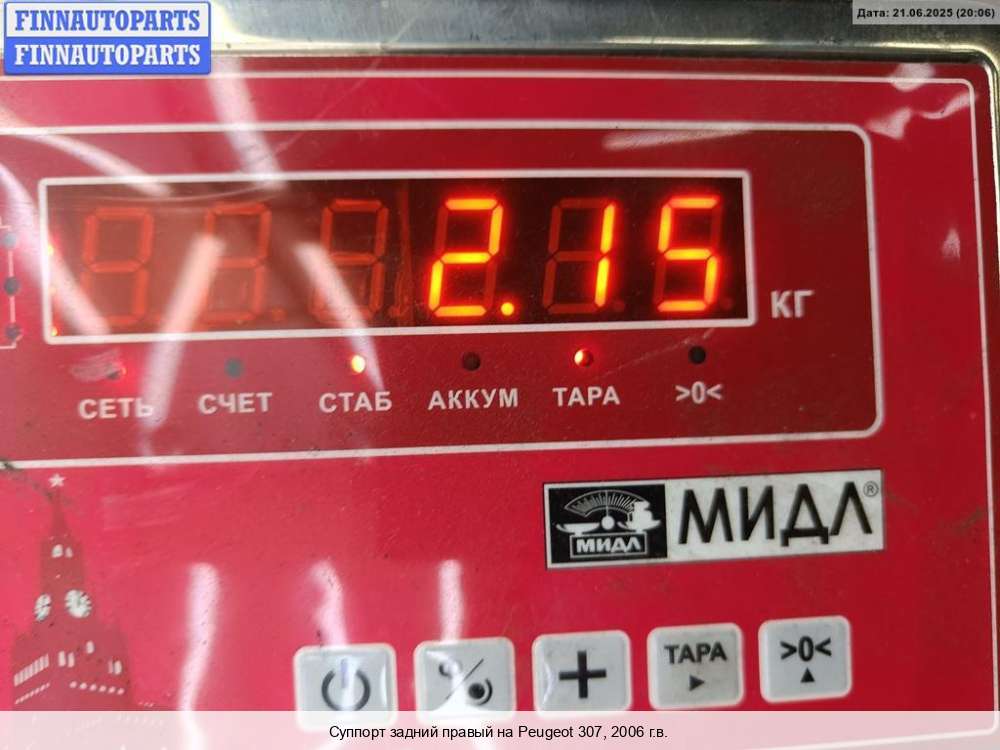 FINNAUTOPARTS
FINNAUTOPARTS
Дата: 21.06.2025 (20:06)
2.15
КГ
СЕТЬ СЧЕТ СТАБ АККУМ ТАРА >0<
МИДЛ МИДЛ®
ТАРА >0<
Суппорт задний правый на Peugeot 307, 2006 г.в.